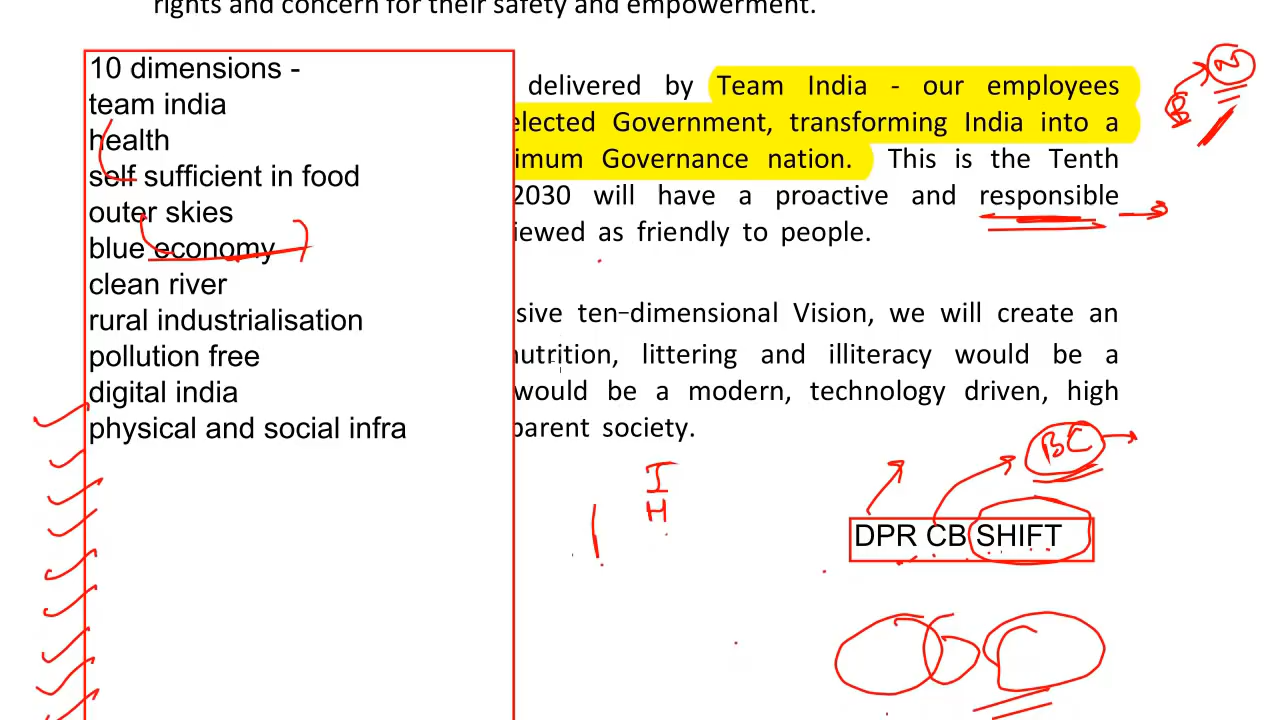 rights and concern for their safety and empowerment.
10 dimensions -
team india
health
self sufficient in food
outer skies
blue economy
clean river
rural industrialisation
pollution free
digital india
physical and social infra
delivered by Team India - our employees
elected Government, transforming India into a
imum Governance nation. This is the Tenth
2030 will have a proactive and responsible
iewed as friendly to people.
sive ten-dimensional Vision, we will create an
nutrition, littering and illiteracy would be a
would be a modern, technology driven, high
parent society.
I
H
BC
DPR CB SHIFT